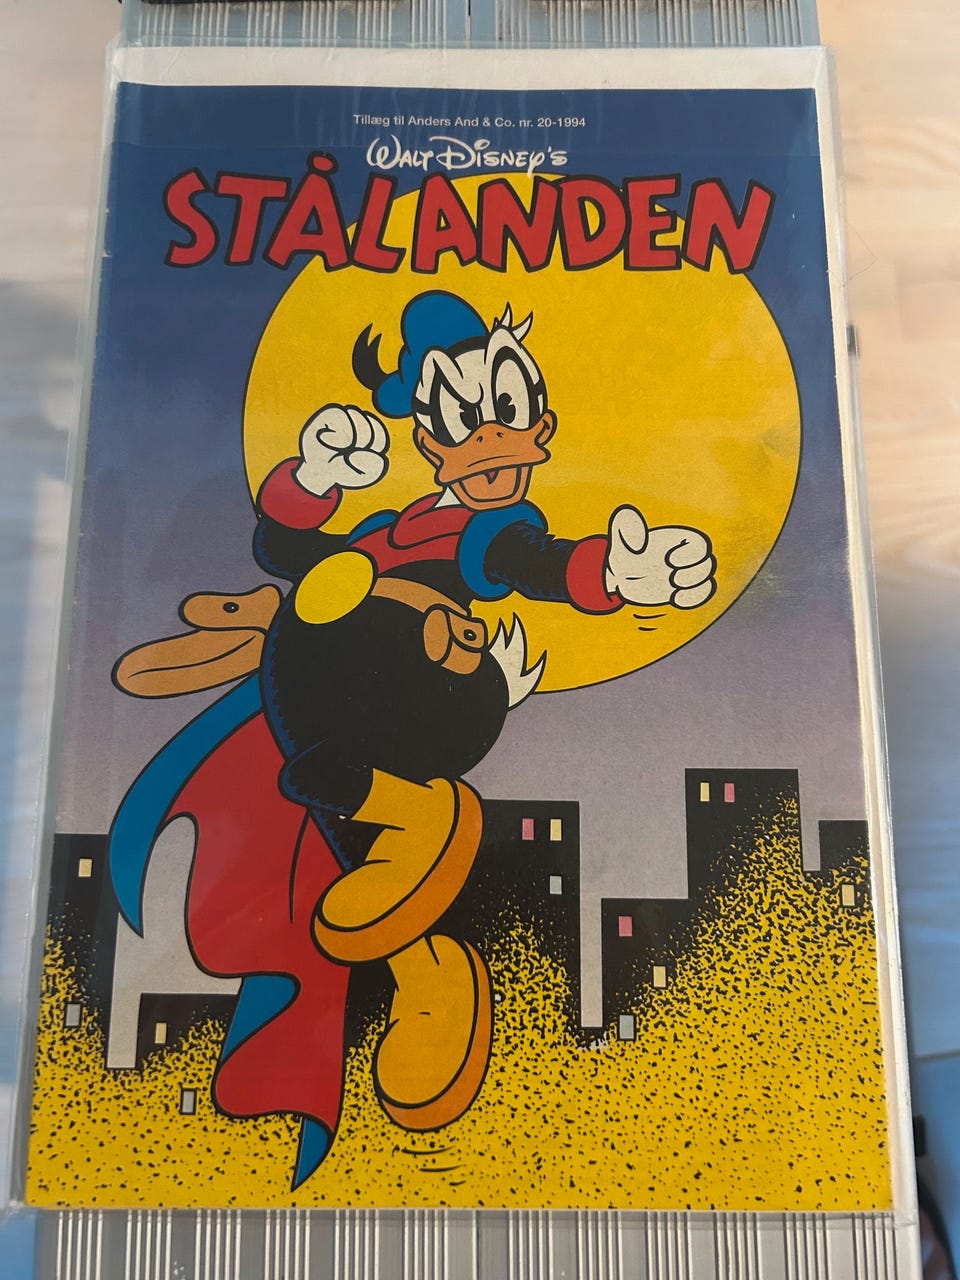 Tillæg til Anders And & Co. nr. 20-1994
WALT DISNEY'S
STÅLANDEN